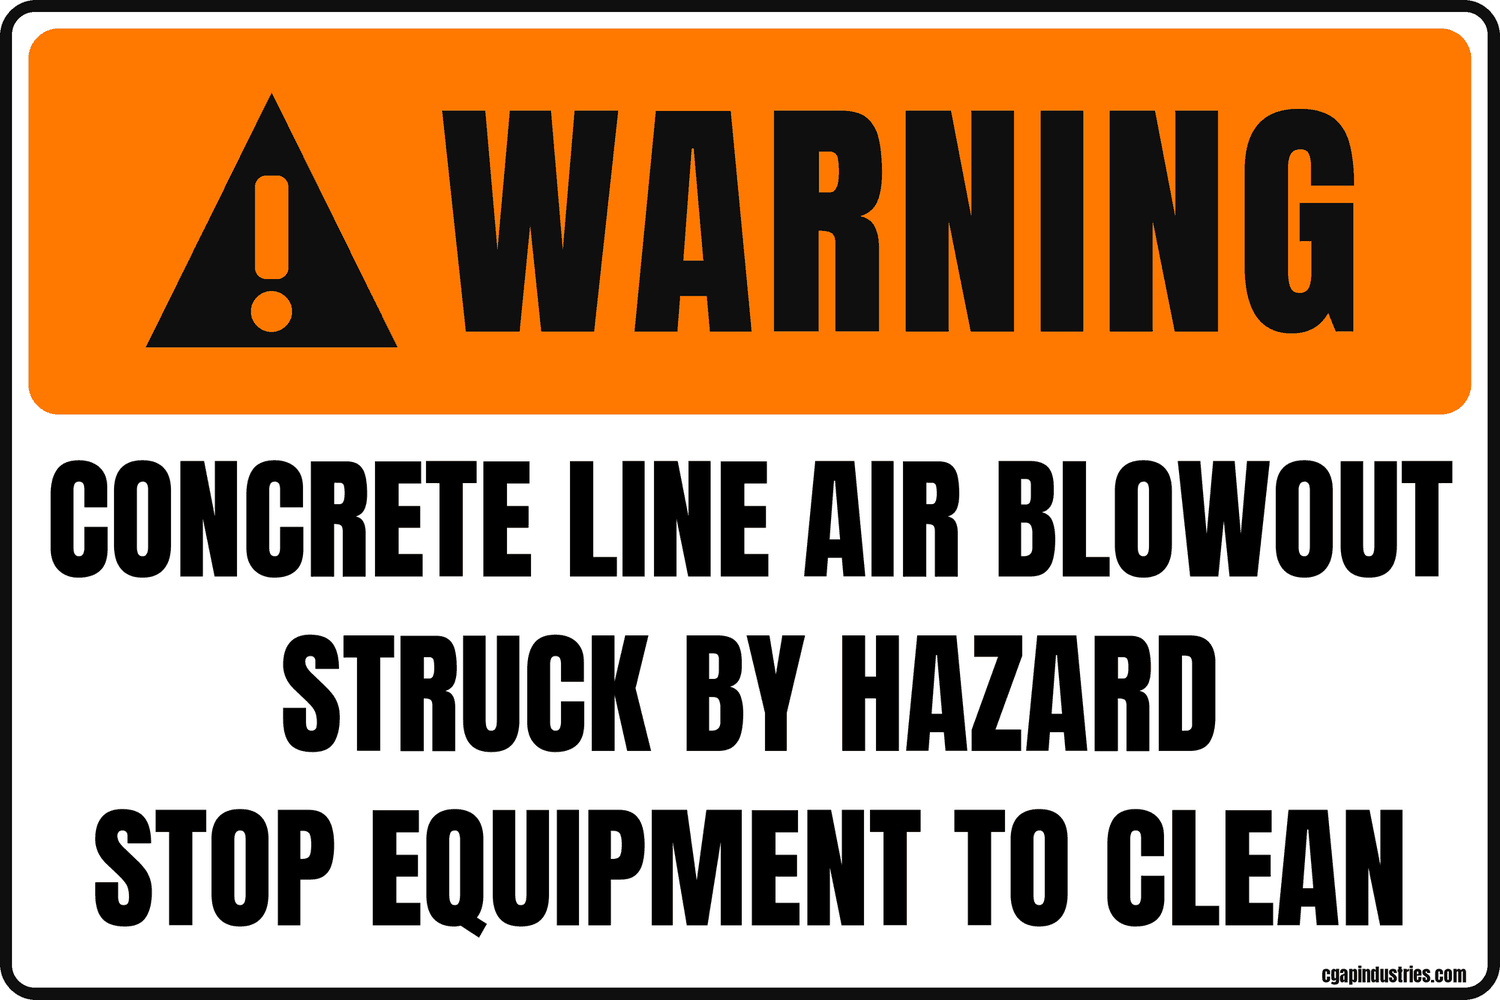 WARNING
CONCRETE LINE AIR BLOWOUT
STRUCK BY HAZARD
STOP EQUIPMENT TO CLEAN
cgapindustries.com